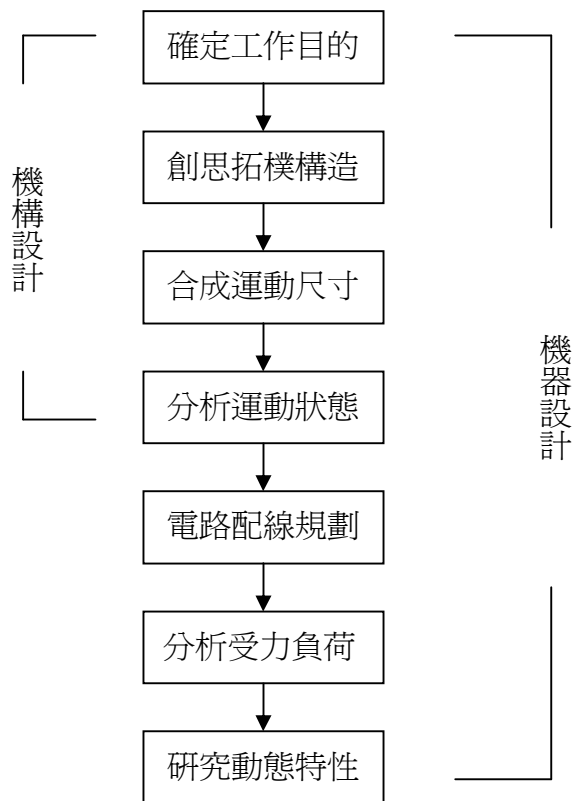 確定工作目的
創思拓樸構造
合成運動尺寸
分析運動狀態
電路配線規劃
分析受力負荷
研究動態特性
機構設計
機器設計